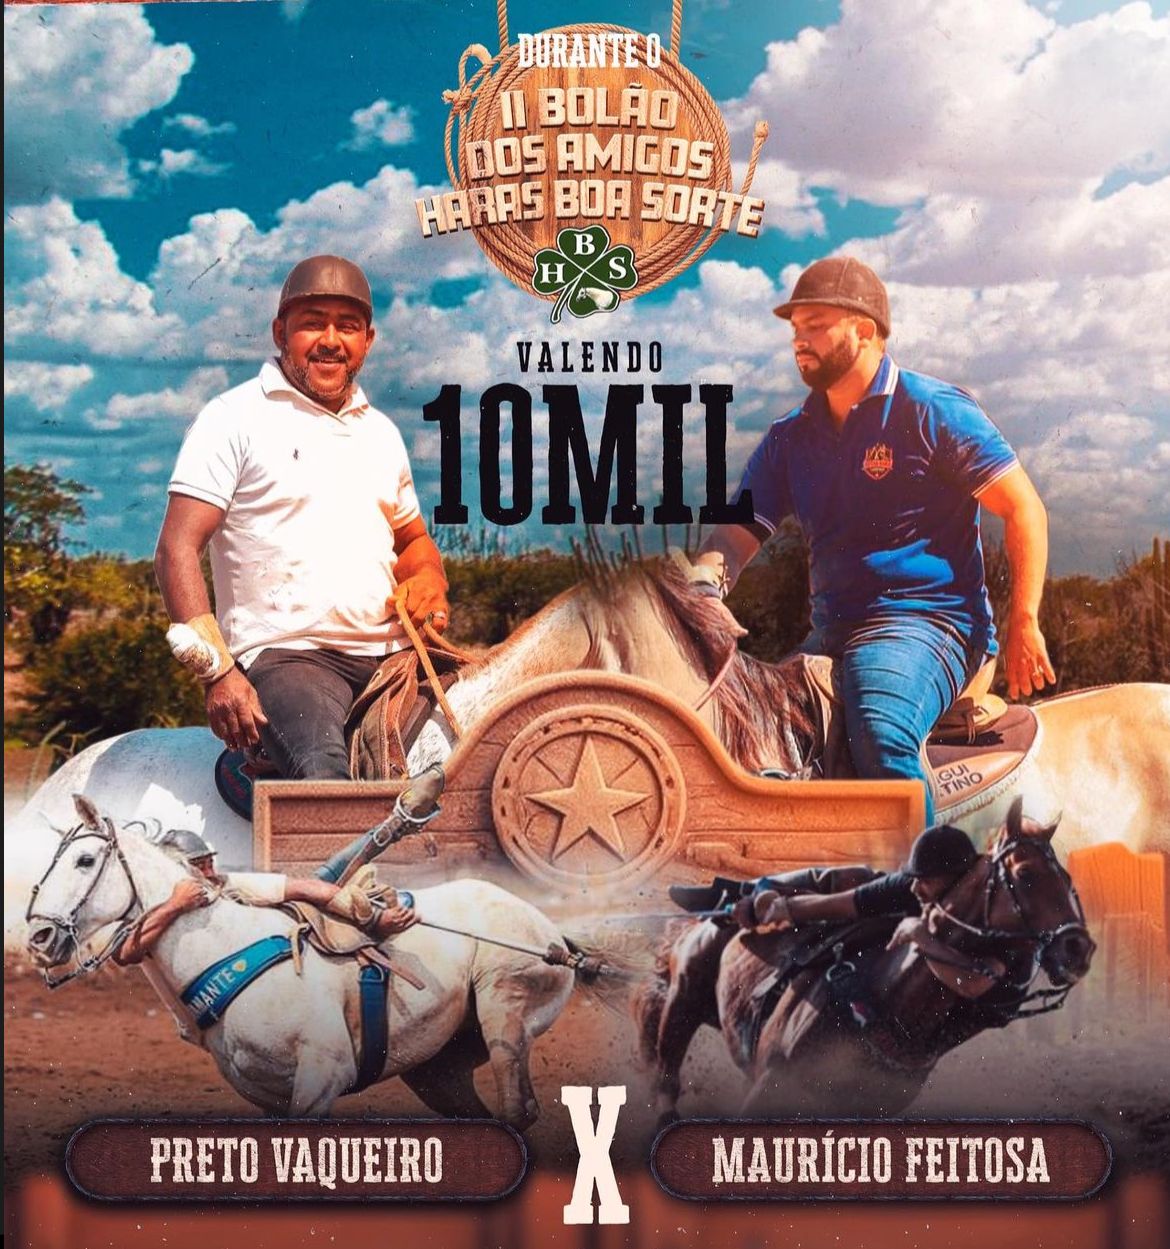 DURANTE O
II BOLÃO
DOS AMIGOS
HARAS BOA SORTE
B
H S
VALENDO
10MIL
PRETO VAQUEIRO
X
MAURÍCIO FEITOSA